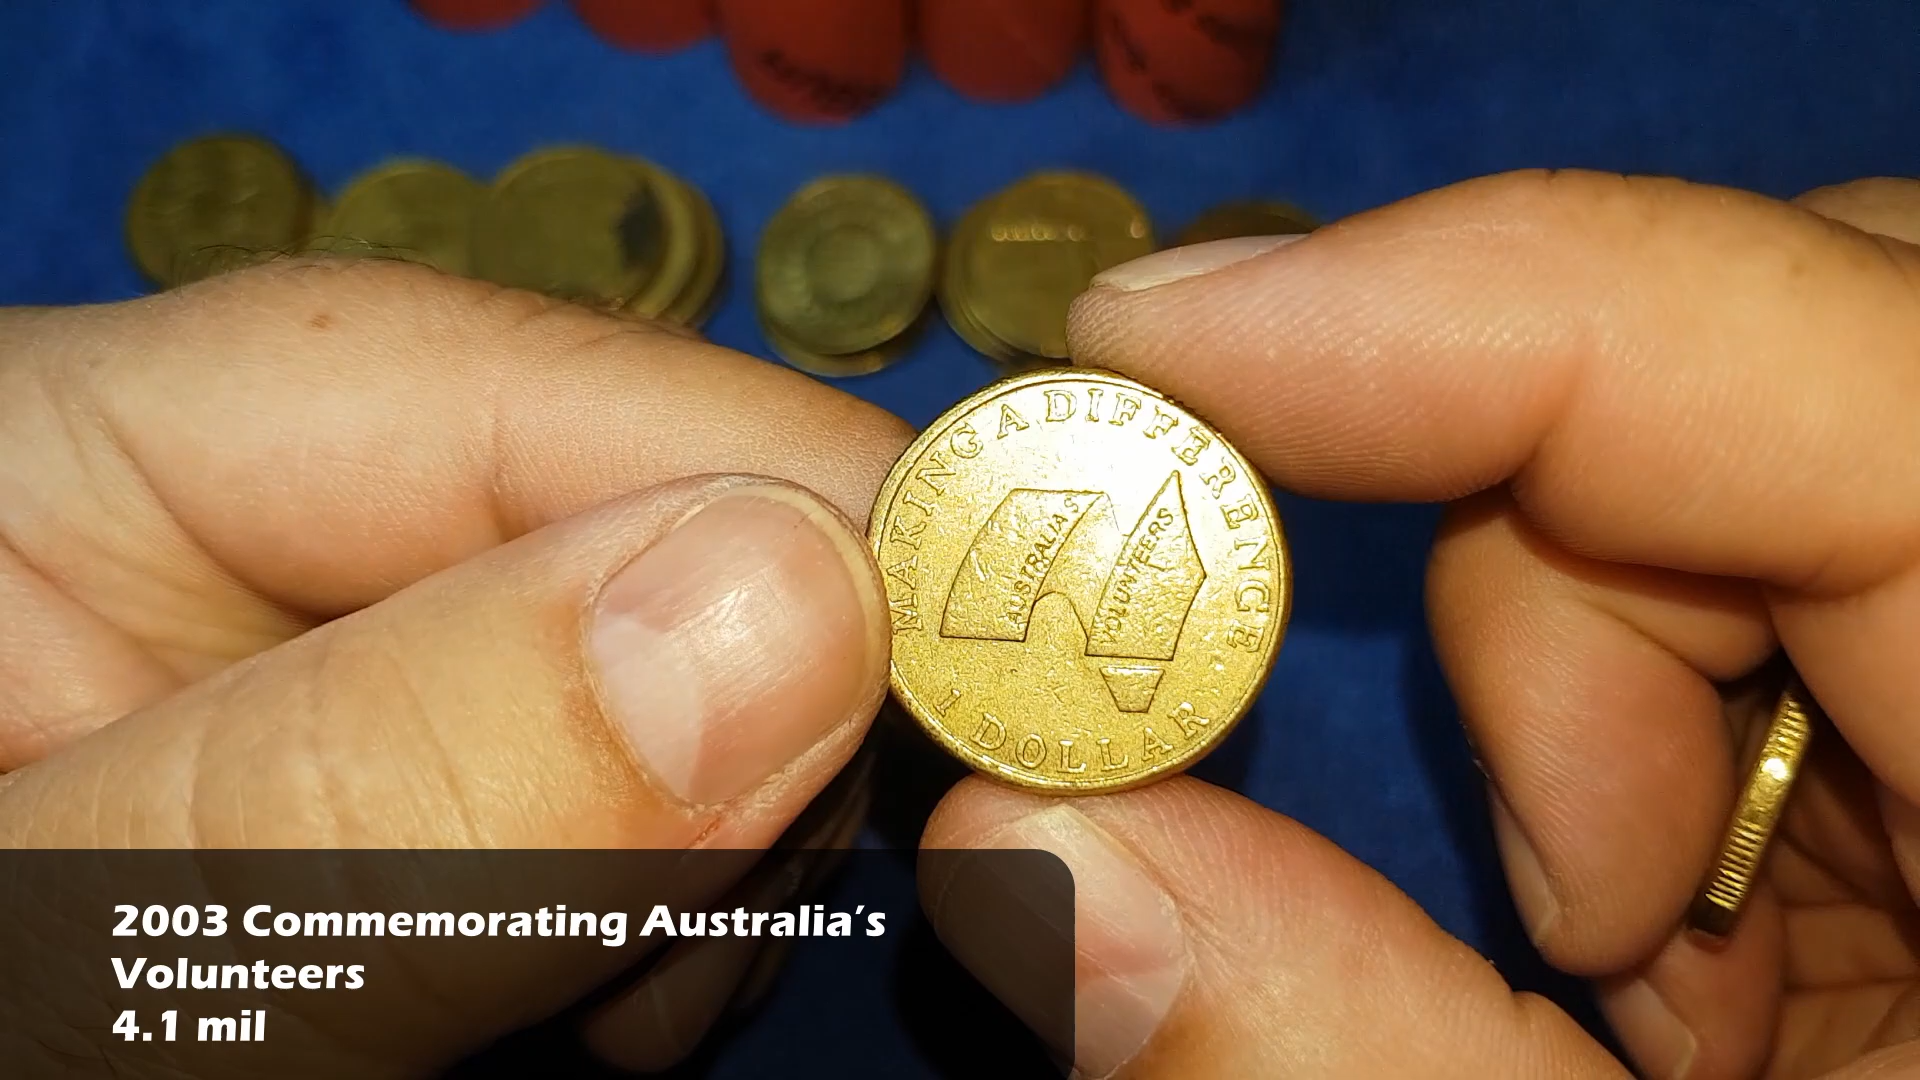 MAKING A DIFFERENCE
AUSTRALIA'S
VOLUNTEERS
1 DOLLAR
2003 Commemorating Australia's
Volunteers
4.1 mil